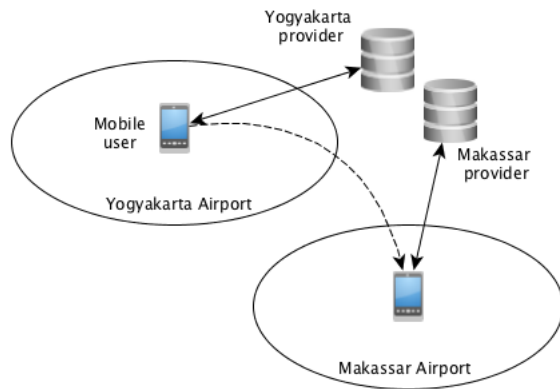 Yogyakarta
provider
Mobile
user
Makassar
provider
Yogyakarta Airport
Makassar Airport